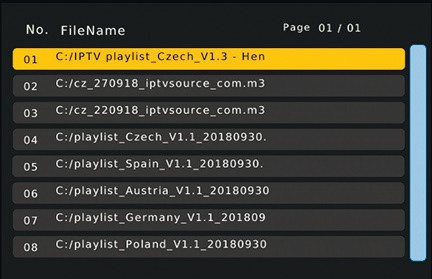 No. FileName Page 01 / 01
01 C:/IPTV playlist_Czech_V1.3 - Hen
02 C:/cz_270918_iptvsource_com.m3
03 C:/cz_220918_iptvsource_com.m3
04 C:/playlist_Czech_V1.1_20180930.
05 C:/playlist_Spain_V1.1_20180930.
06 C:/playlist_Austria_V1.1_20180930
07 C:/playlist_Germany_V1.1_201809
08 C:/playlist_Poland_V1.1_20180930